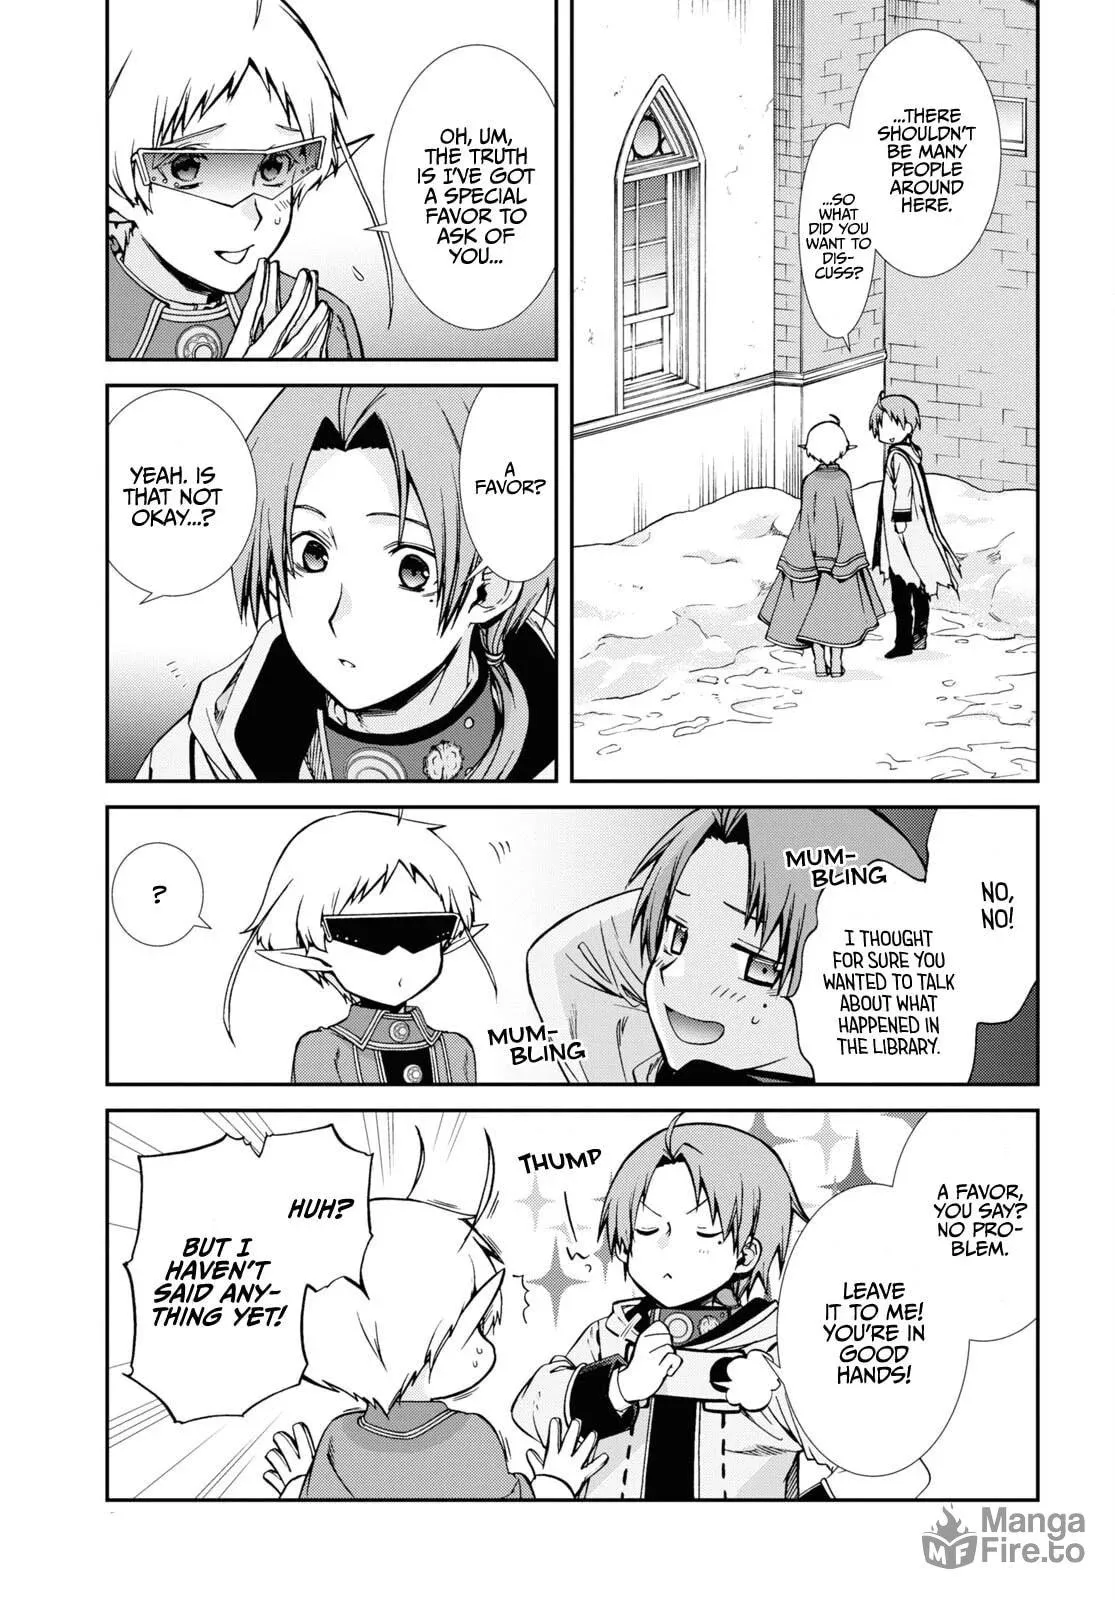 ...THERE
SHOULDN'T
BE MANY
PEOPLE
AROUND
HERE.
...SO
WHAT
DID YOU
WANT TO
DIS-
CUSS?
OH, UM,
THE TRUTH
IS I'VE GOT
A SPECIAL
FAVOR TO
ASK OF
YOU...
A
FAVOR?
YEAH. IS
THAT NOT
OKAY...?
NO,
NO!
MUM-
BLING
I THOUGHT
FOR SURE YOU
WANTED TO TALK
ABOUT WHAT
HAPPENED IN
THE LIBRARY.
MUM-
BLING
?
A FAVOR,
YOU SAY?
NO PRO-
BLEM.
LEAVE
IT TO ME!
YOU'RE IN
GOOD
HANDS!
THUMP
HUH?
BUT I
HAVEN'T
SAID ANY-
THING YET!
MF
Manga
Fire.to